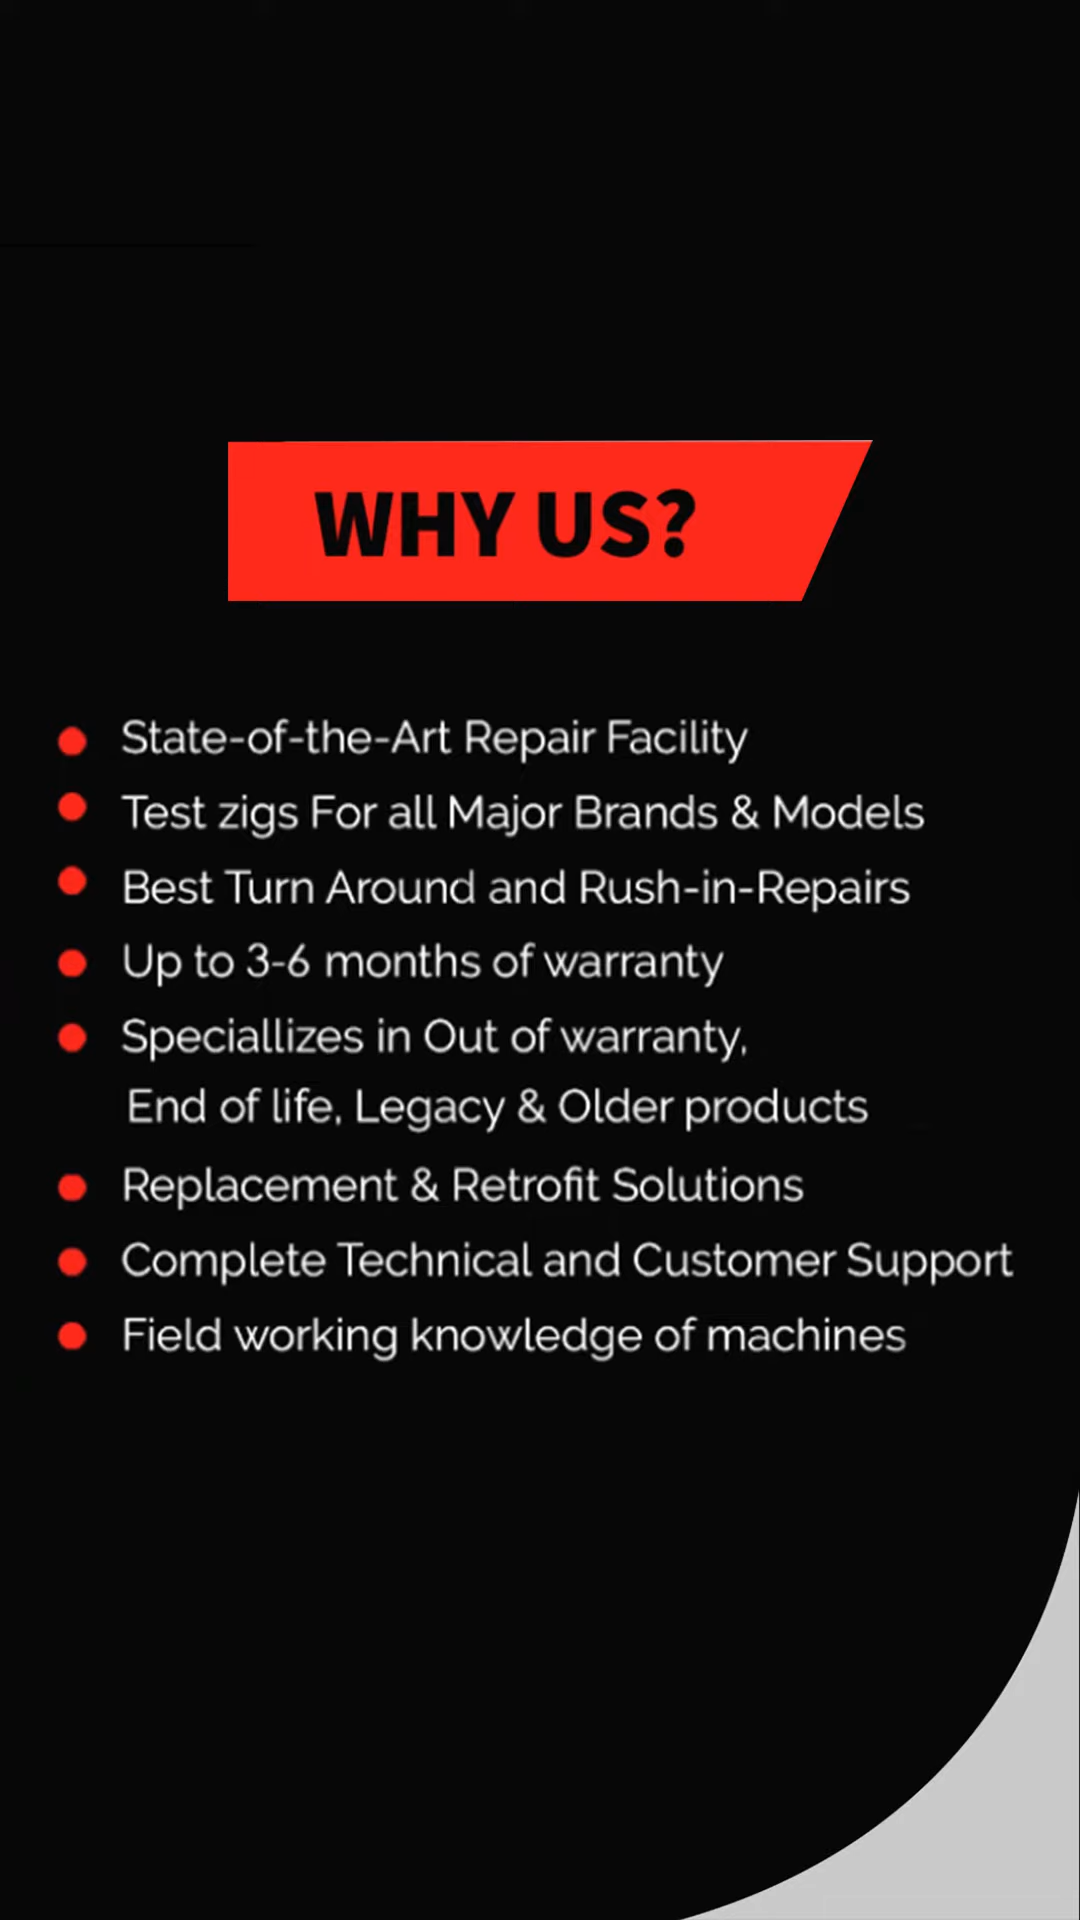 WHY US?
State-of-the-Art Repair Facility
Test zigs For all Major Brands & Models
Best Turn Around and Rush-in-Repairs
Up to 3-6 months of warranty
Speciallizes in Out of warranty,
End of life, Legacy & Older products
Replacement & Retrofit Solutions
Complete Technical and Customer Support
Field working knowledge of machines